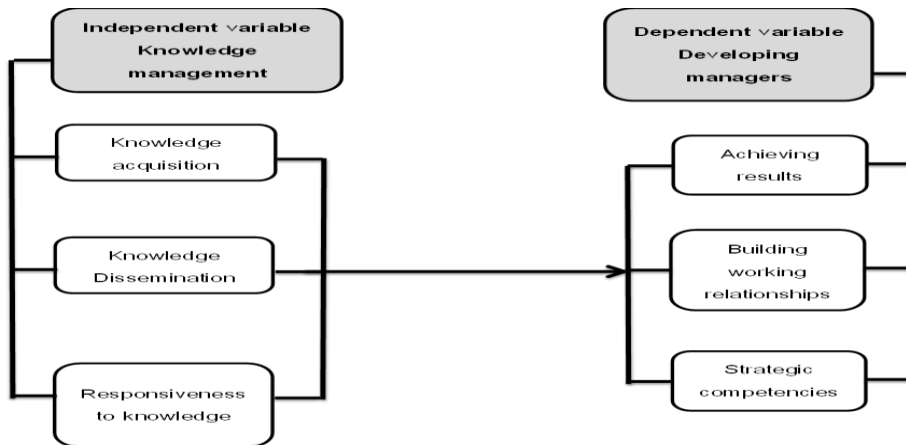 Independent variable
Knowledge
management
Knowledge
acquisition
Knowledge
Dissemination
Responsiveness
to knowledge
Dependent variable
Developing
managers
Achieving
results
Building
working
relationships
Strategic
competencies